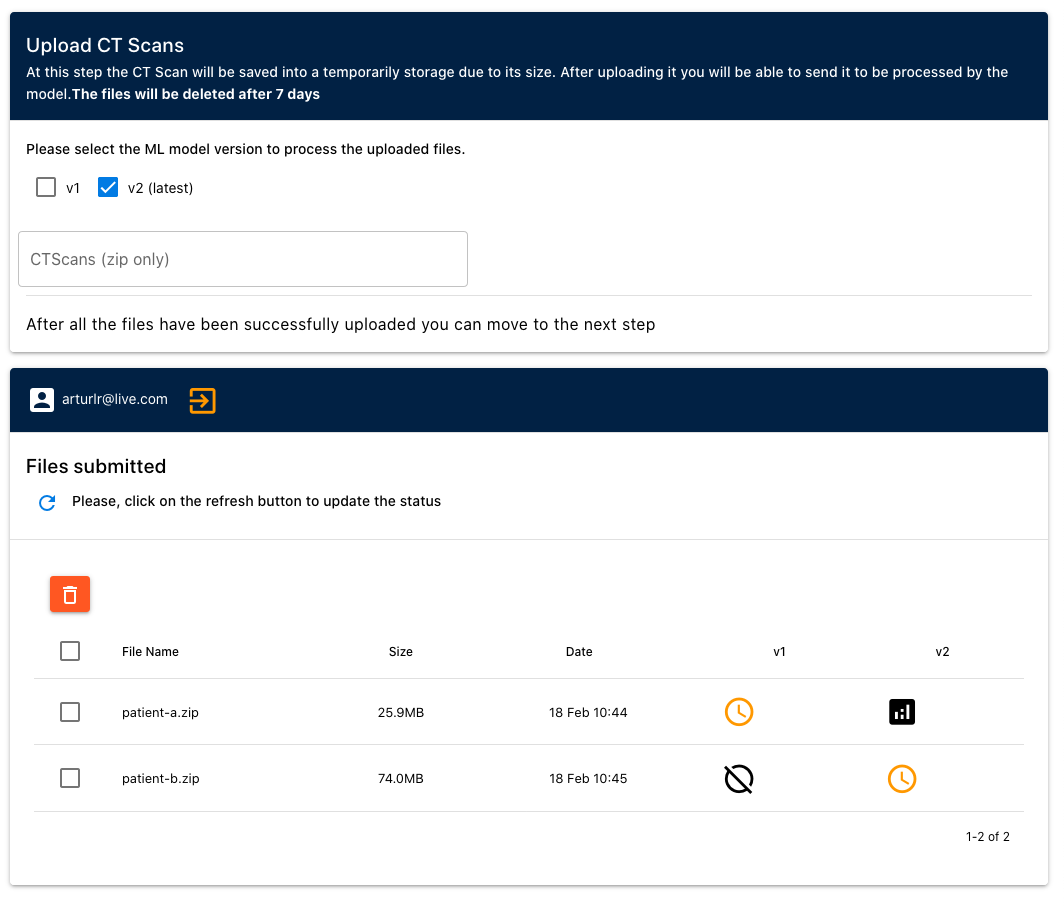 Upload CT Scans
At this step the CT Scan will be saved into a temporarily storage due to its size. After uploading it you will be able to send it to be processed by the
model.The files will be deleted after 7 days
Please select the ML model version to process the uploaded files.
v1 v2 (latest)
CTScans (zip only)
After all the files have been successfully uploaded you can move to the next step
arturlr@live.com
Files submitted
Please, click on the refresh button to update the status
File Name Size Date v1 v2
patient-a.zip 25.9MB 18 Feb 10:44
patient-b.zip 74.0MB 18 Feb 10:45
1-2 of 2